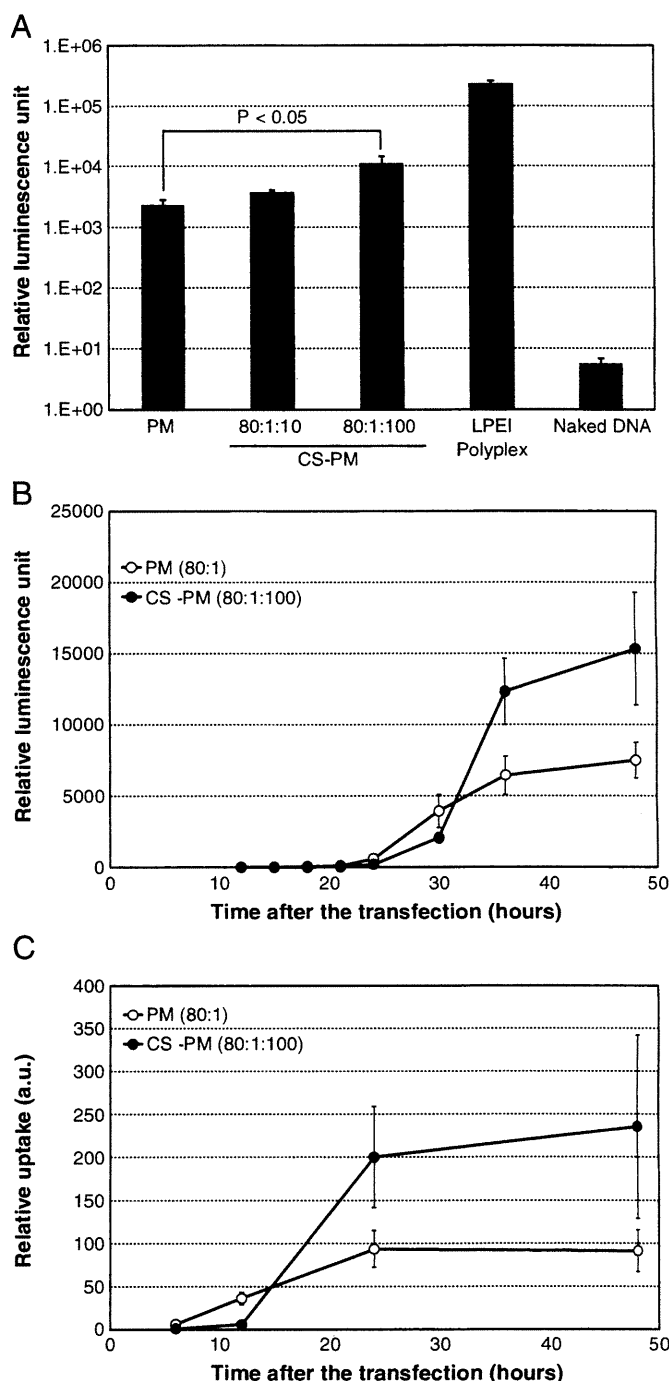 A
Relative luminescence unit
1.E+06
1.E+05
1.E+04
1.E+03
1.E+02
1.E+01
1.E+00
P < 0.05
PM
80:1:10
80:1:100
CS-PM
LPEI
Polyplex
Naked DNA
B
Relative luminescence unit
25000
20000
15000
10000
5000
0
PM (80:1)
CS -PM (80:1:100)
0 10 20 30 40 50
Time after the transfection (hours)
C
Relative uptake (a.u.)
400
350
300
250
200
150
100
50
0
PM (80:1)
CS -PM (80:1:100)
0 10 20 30 40 50
Time after the transfection (hours)